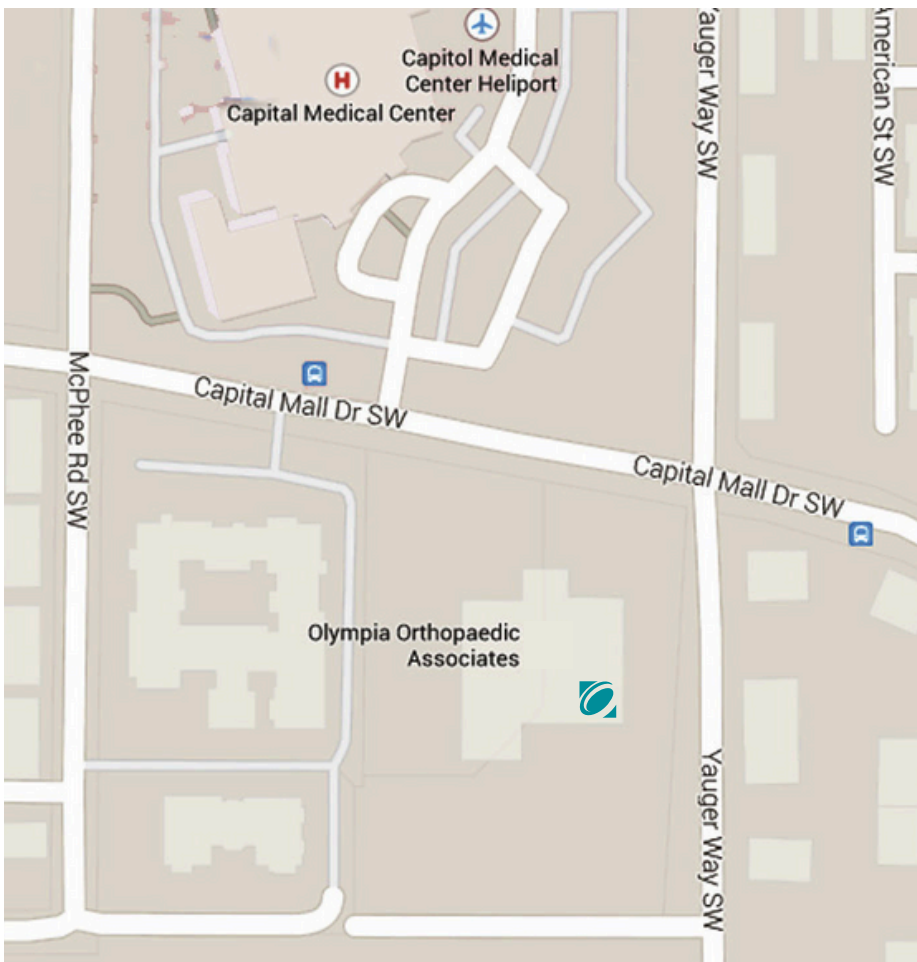 Capitol Medical
Center Heliport
H
Capital Medical Center
Yauger Way SW
American St SW
McPhee Rd SW
Capital Mall Dr SW
Capital Mall Dr SW
Olympia Orthopaedic
Associates
Yauger Way SW